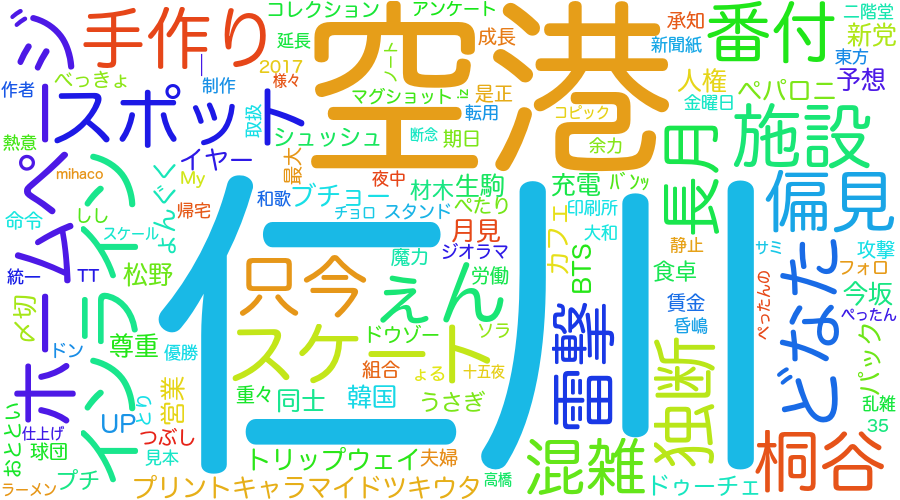 コレクション
アンケート
二階堂
延長
ノート
成長
承知
新聞紙
新党
番付
手作り
空港
ホームページ
スポット
2017
様々
制作
作者
べっきょ
マグショット
是正
東方
人権
予想
ペパロニ
金曜日
取扱
シュッシュ
転用
コピック
断念
期日
余力
施設
熱意
mihaco
イヤー
最大
My
夜中
和歌
ブチョー
材木
生駒
充電
ﾊﾞﾝｯ
長月
偏見
命令
しし
よんぐく
帰宅
チョロ
スタンド
ぺたり
カフェ
印刷所
スケール
仁川
月見
大和
静止
サミ
攻撃
魔力
ジオラマ
BTS
フォロ
統一
TT
松野
インライン
只今
えん
労働
食卓
賃金
ぺったんの
どなた
今坂
ぺったん
〆切
スケート
ドウゾー
ソラ
昏嶋
雷撃
独断
パック
ドン
尊重
優勝
組合
ょる
十五夜
営業
重々
同士
韓国
うさぎ
乱雑
35
UP
とり
おととい
仕上げ
つぶし
球団
見本
トリップウェイ
夫婦
混雑
桐谷
ラーメン
プチ
プリントキャラマイドツキウタ
高橋
ドゥーチェ